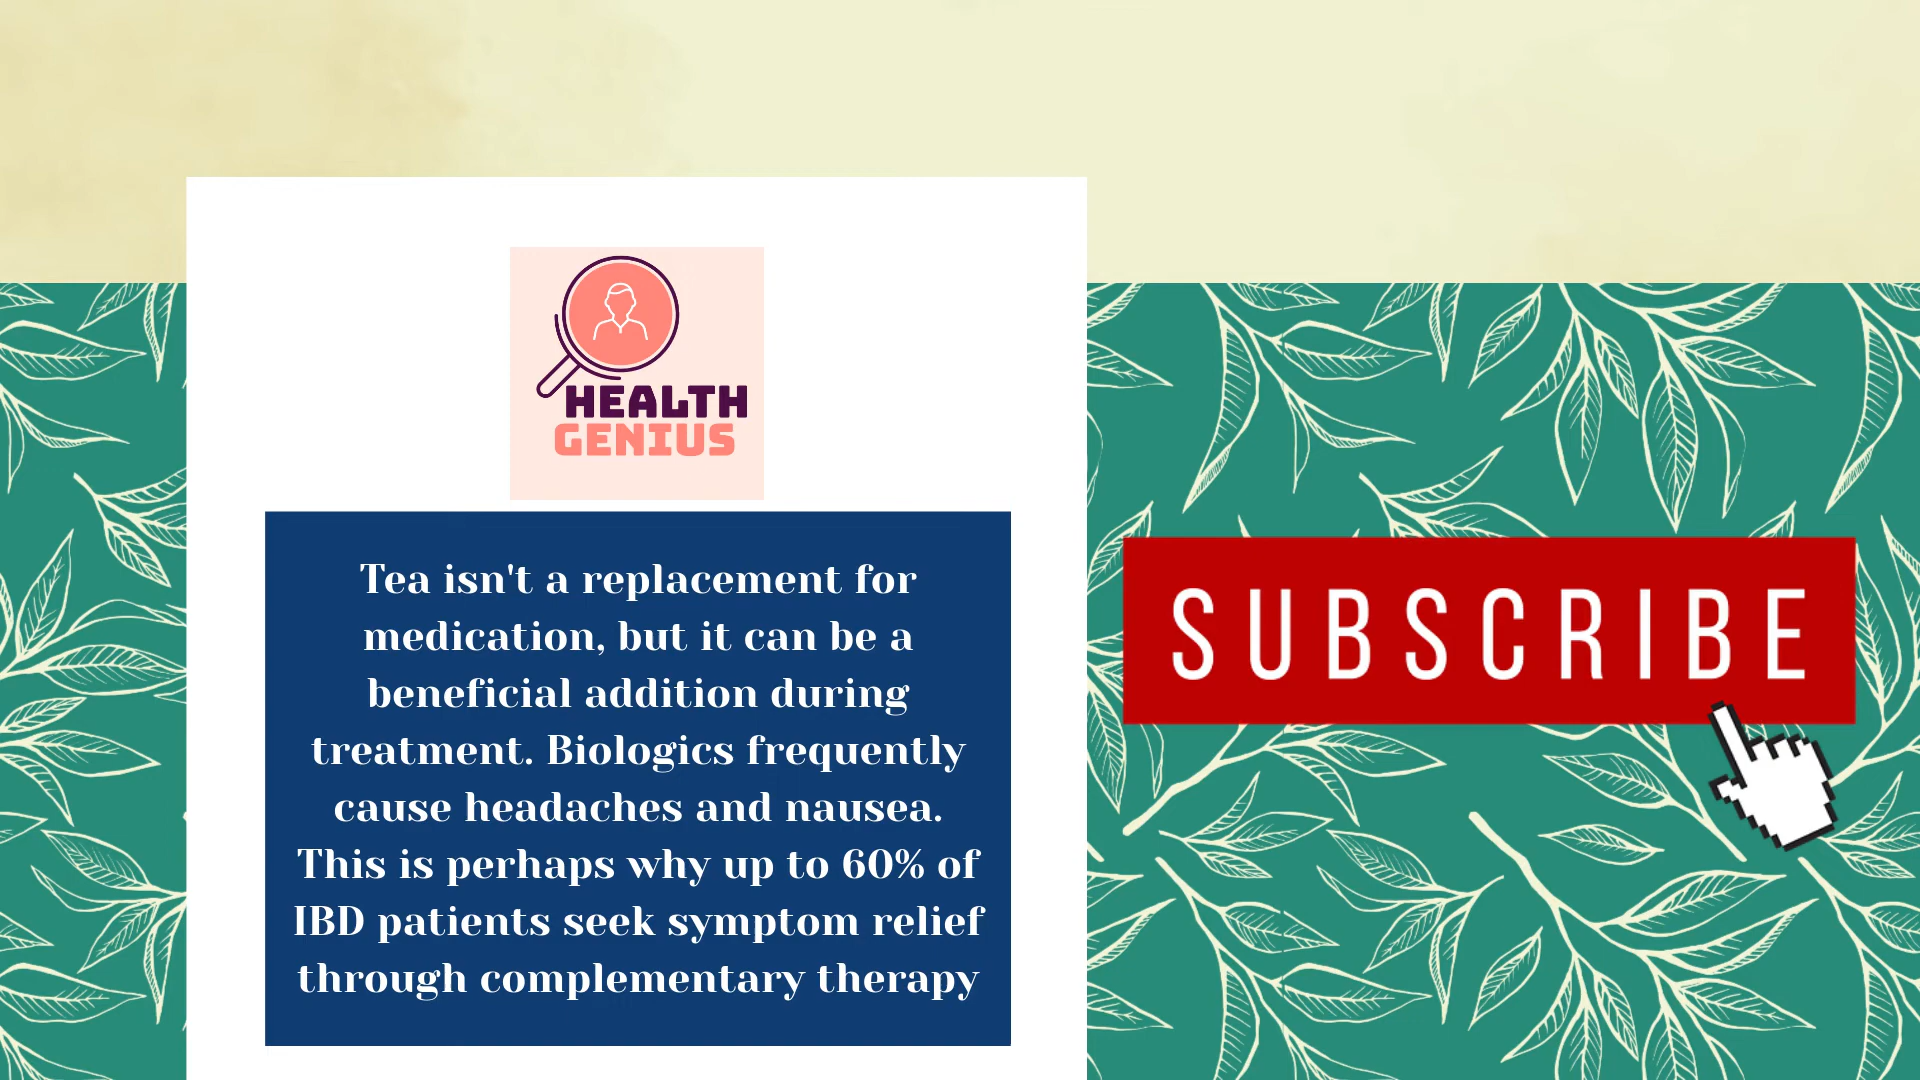 HEALTH
GENIUS
Tea isn't a replacement for
medication, but it can be a
beneficial addition during
treatment. Biologics frequently
cause headaches and nausea.
This is perhaps why up to 60% of
IBD patients seek symptom relief
through complementary therapy
SUBSCRIBE